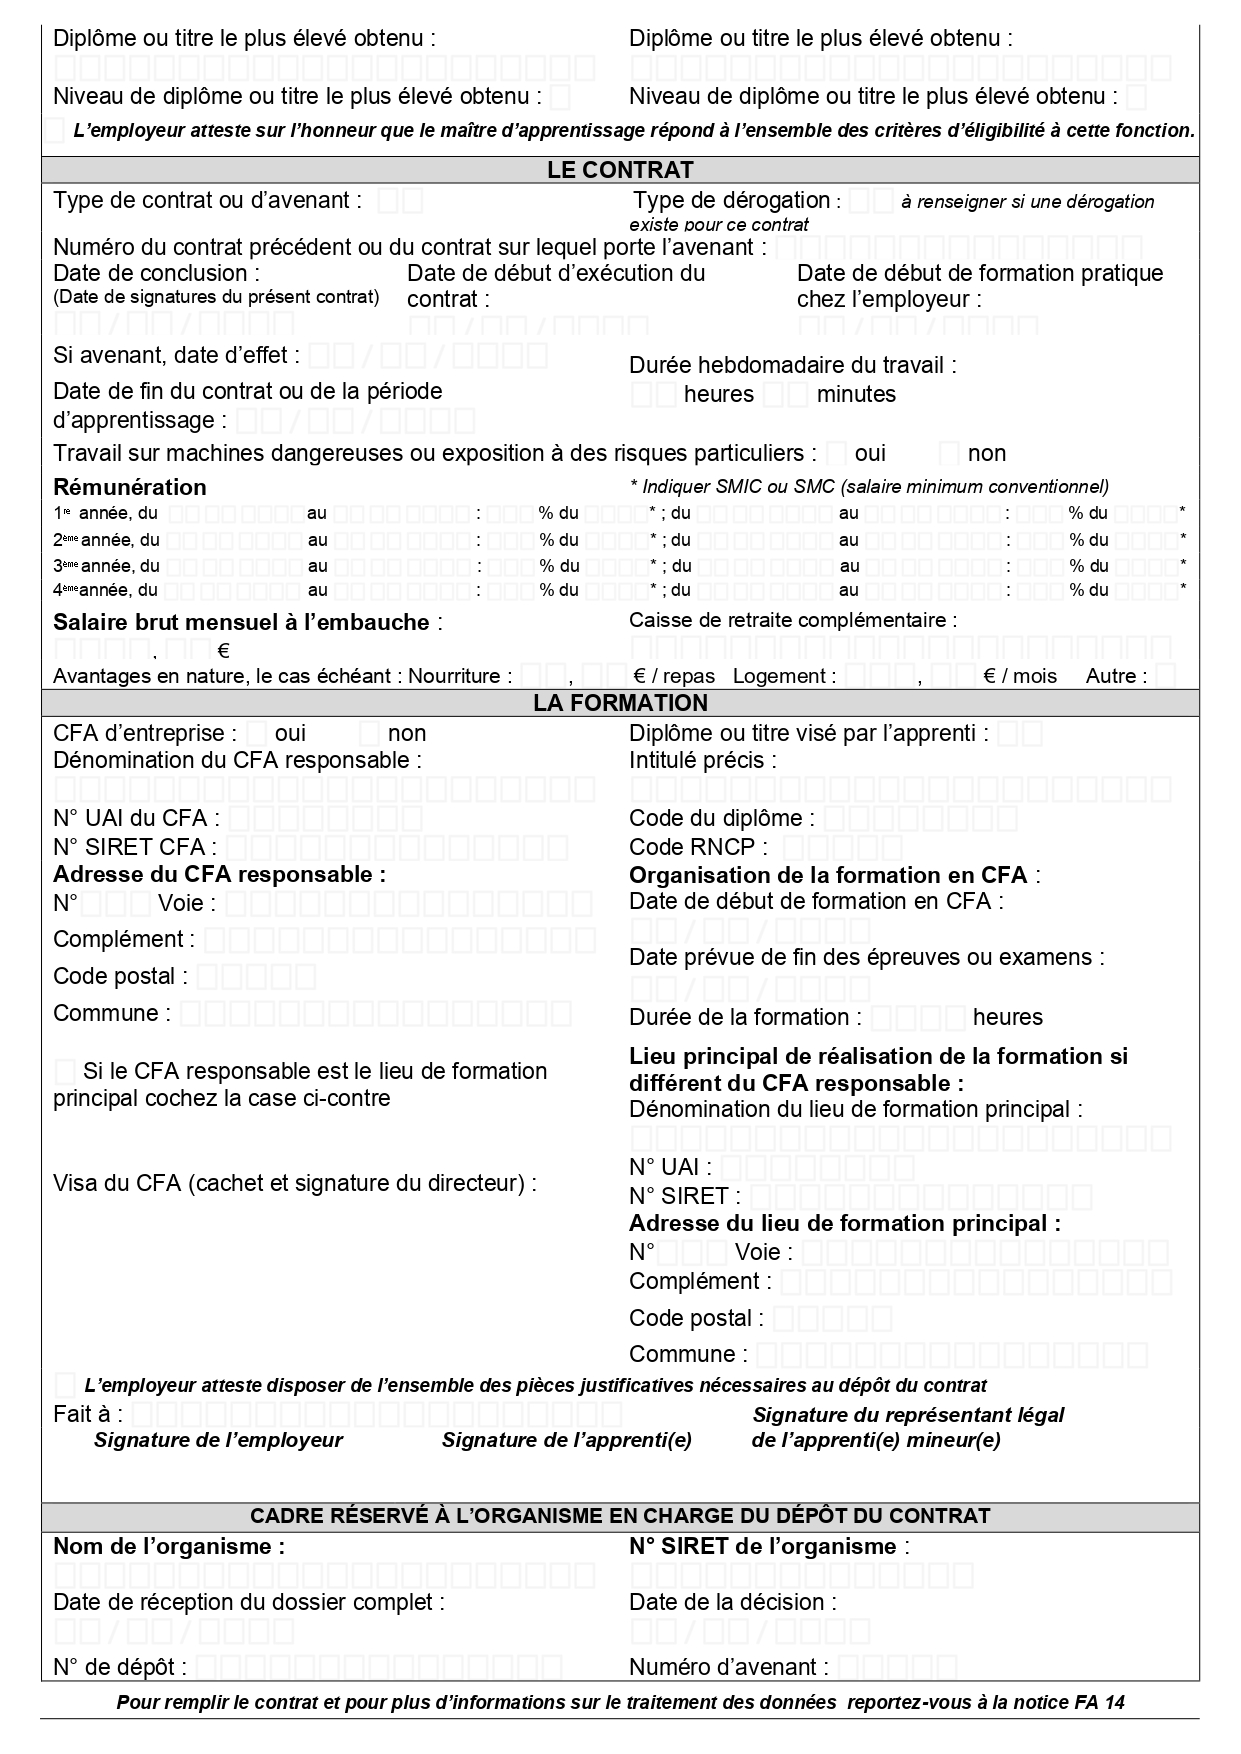 Diplôme ou titre le plus élevé obtenu :
Diplôme ou titre le plus élevé obtenu :
Niveau de diplôme ou titre le plus élevé obtenu :
Niveau de diplôme ou titre le plus élevé obtenu :
L’employeur atteste sur l’honneur que le maître d’apprentissage répond à l’ensemble des critères d’éligibilité à cette fonction.
LE CONTRAT
Type de contrat ou d’avenant :
Type de dérogation : à renseigner si une dérogation
existe pour ce contrat
Numéro du contrat précédent ou du contrat sur lequel porte l’avenant :
Date de conclusion :
(Date de signatures du présent contrat)
/ /
Date de début d’exécution du
contrat :
/ /
Date de début de formation pratique
chez l’employeur :
/ /
Si avenant, date d’effet : / /
Date de fin du contrat ou de la période
d’apprentissage : / /
Durée hebdomadaire du travail :
heures minutes
Travail sur machines dangereuses ou exposition à des risques particuliers : oui non
Rémunération
* Indiquer SMIC ou SMC (salaire minimum conventionnel)
1re année, du au : % du * ; du au : % du *
2ème année, du au : % du * ; du au : % du *
3ème année, du au : % du * ; du au : % du *
4ème année, du au : % du * ; du au : % du *
Salaire brut mensuel à l’embauche :
, €
Caisse de retraite complémentaire :
Avantages en nature, le cas échéant : Nourriture : , € / repas Logement : , € / mois Autre :
LA FORMATION
CFA d’entreprise : oui non
Dénomination du CFA responsable :
N° UAI du CFA :
N° SIRET CFA :
Adresse du CFA responsable :
N° Voie :
Complément :
Code postal :
Commune :
Si le CFA responsable est le lieu de formation
principal cochez la case ci-contre
Visa du CFA (cachet et signature du directeur) :
Diplôme ou titre visé par l’apprenti :
Intitulé précis :
Code du diplôme :
Code RNCP :
Organisation de la formation en CFA :
Date de début de formation en CFA :
/ /
Date prévue de fin des épreuves ou examens :
/ /
Durée de la formation : heures
Lieu principal de réalisation de la formation si
différent du CFA responsable :
Dénomination du lieu de formation principal :
N° UAI :
N° SIRET :
Adresse du lieu de formation principal :
N° Voie :
Complément :
Code postal :
Commune :
L’employeur atteste disposer de l’ensemble des pièces justificatives nécessaires au dépôt du contrat
Fait à :
Signature de l’employeur
Signature de l’apprenti(e)
Signature du représentant légal
de l’apprenti(e) mineur(e)
CADRE RÉSERVÉ À L’ORGANISME EN CHARGE DU DÉPÔT DU CONTRAT
Nom de l’organisme :
N° SIRET de l’organisme :
Date de réception du dossier complet :
/ /
Date de la décision :
/ /
N° de dépôt :
Numéro d’avenant :
Pour remplir le contrat et pour plus d’informations sur le traitement des données reportez-vous à la notice FA 14